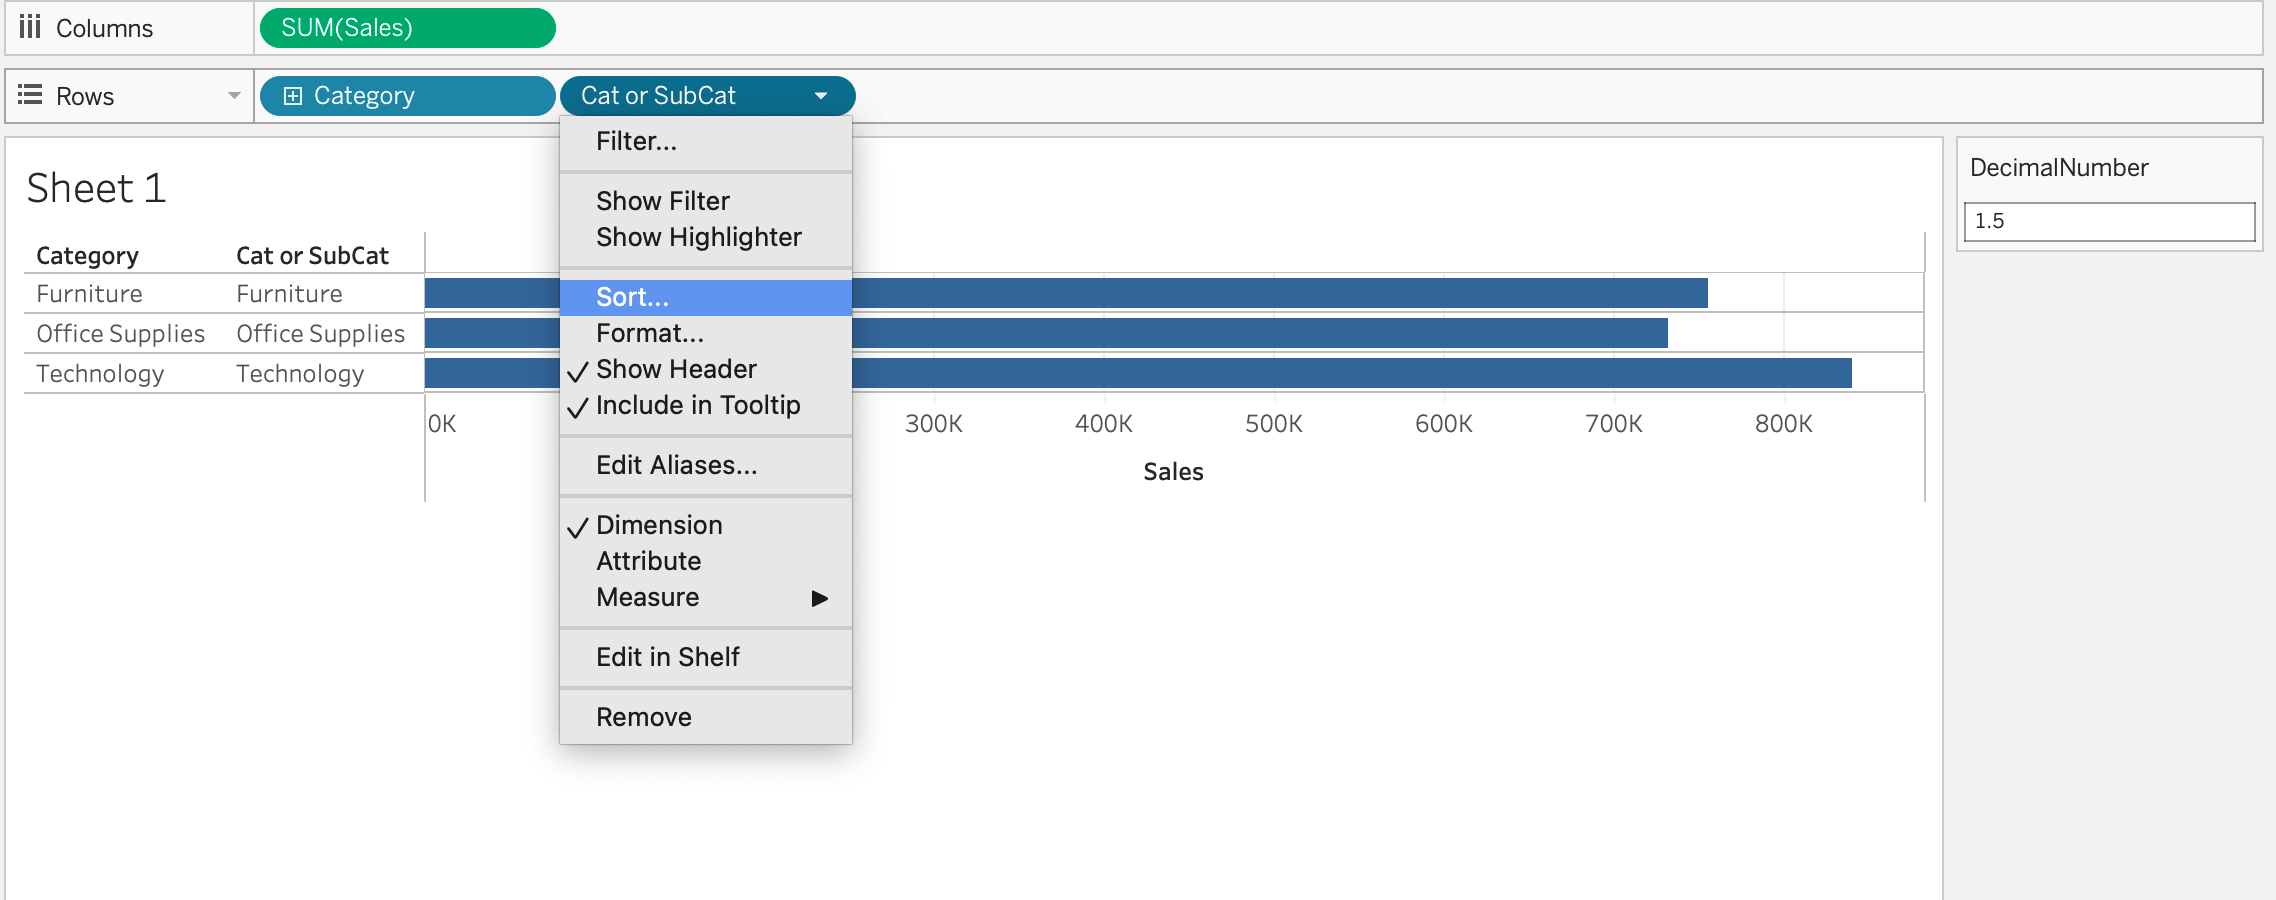 Columns SUM(Sales)
Rows Category Cat or SubCat
Filter...
Show Filter
Show Highlighter
Sort...
Format...
Show Header
Include in Tooltip
Edit Aliases...
Dimension
Attribute
Measure
Edit in Shelf
Remove
Sheet 1
Category Cat or SubCat
Furniture Furniture
Office Supplies Office Supplies
Technology Technology
0K 300K 400K 500K 600K 700K 800K
Sales
DecimalNumber
1.5